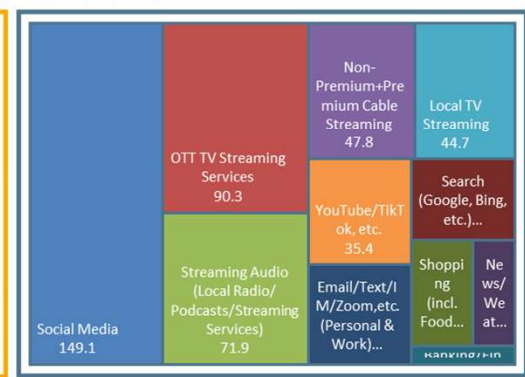 Social Media
149.1
OTT TV Streaming
Services
90.3
Streaming Audio
(Local Radio/
Podcasts/Streaming
Services)
71.9
Non-
Premium+Pre
mium Cable
Streaming
47.8
Local TV
Streaming
44.7
YouTube/TikT
ok, etc.
35.4
Email/Text/I
M/Zoom,etc.
(Personal &
Work)...
Search
(Google, Bing,
etc.)...
Shoppi
ng
(incl.
Food...
Ne
ws/
We
at...
Banking/Fin